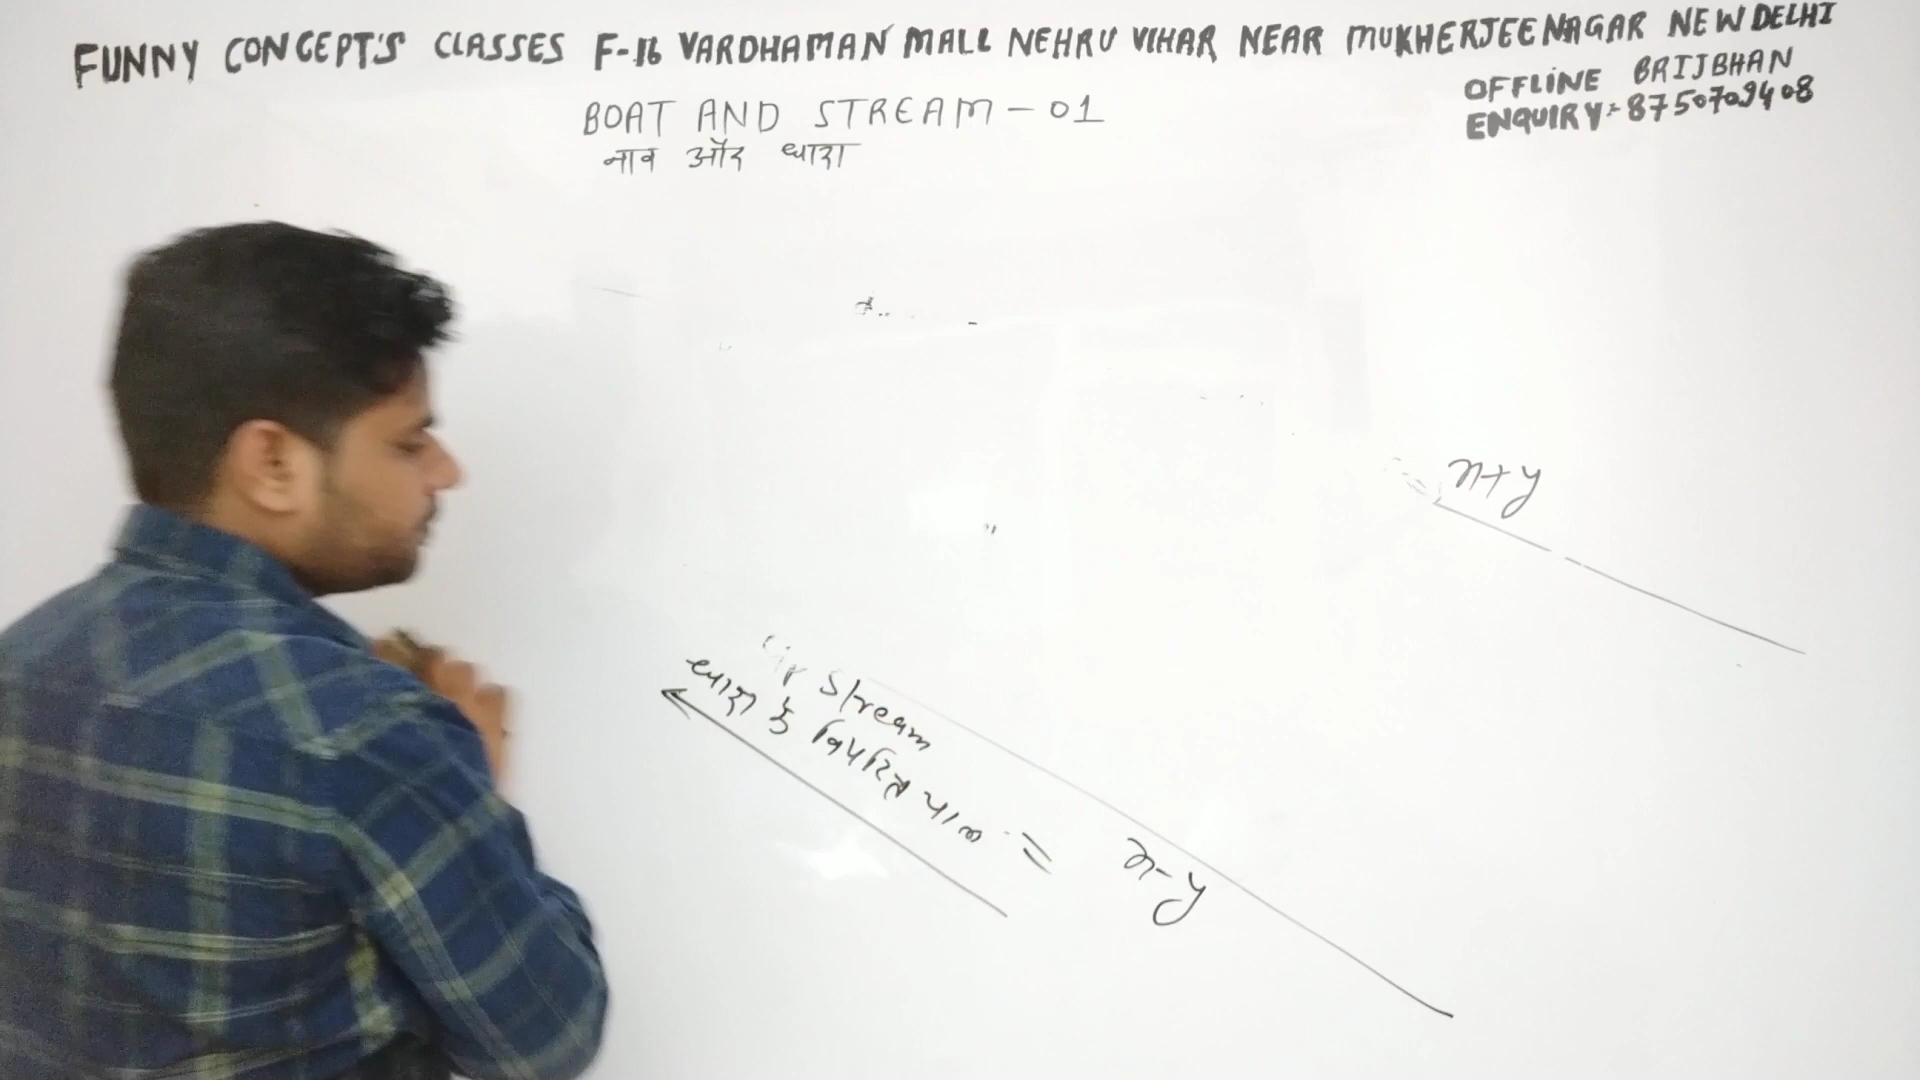 FUNNY CONCEPT'S CLASSES F-16 VARDHAMAN MALL NEHRU VIHAR NEAR MUKHERJEE NAGAR NEW DELHI
OFFLINE BRIJBHAN
ENQUIRY:- 8750709408
BOAT AND STREAM - 01
नाव और धारा
x+y
Stream
धारा के विपरित चाल = x-y